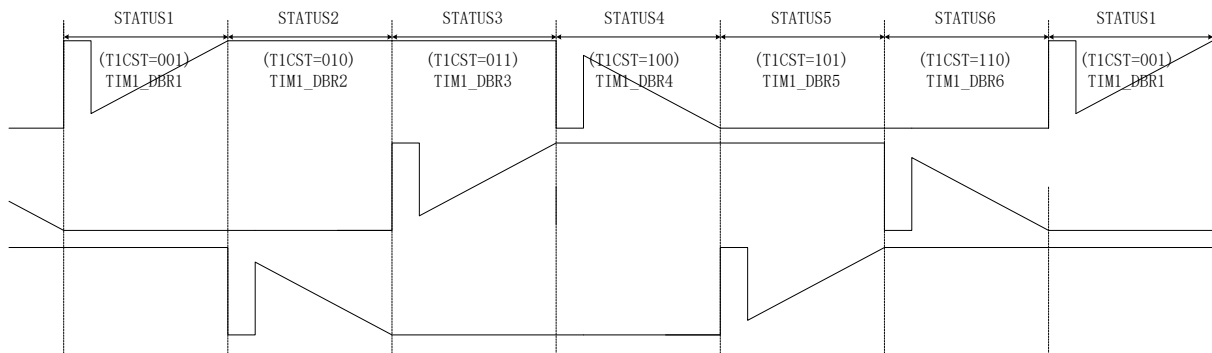 STATUS1 STATUS2 STATUS3 STATUS4 STATUS5 STATUS6 STATUS1
(T1CST=001) (T1CST=010) (T1CST=011) (T1CST=100) (T1CST=101) (T1CST=110) (T1CST=001)
TIM1_DBR1 TIM1_DBR2 TIM1_DBR3 TIM1_DBR4 TIM1_DBR5 TIM1_DBR6 TIM1_DBR1